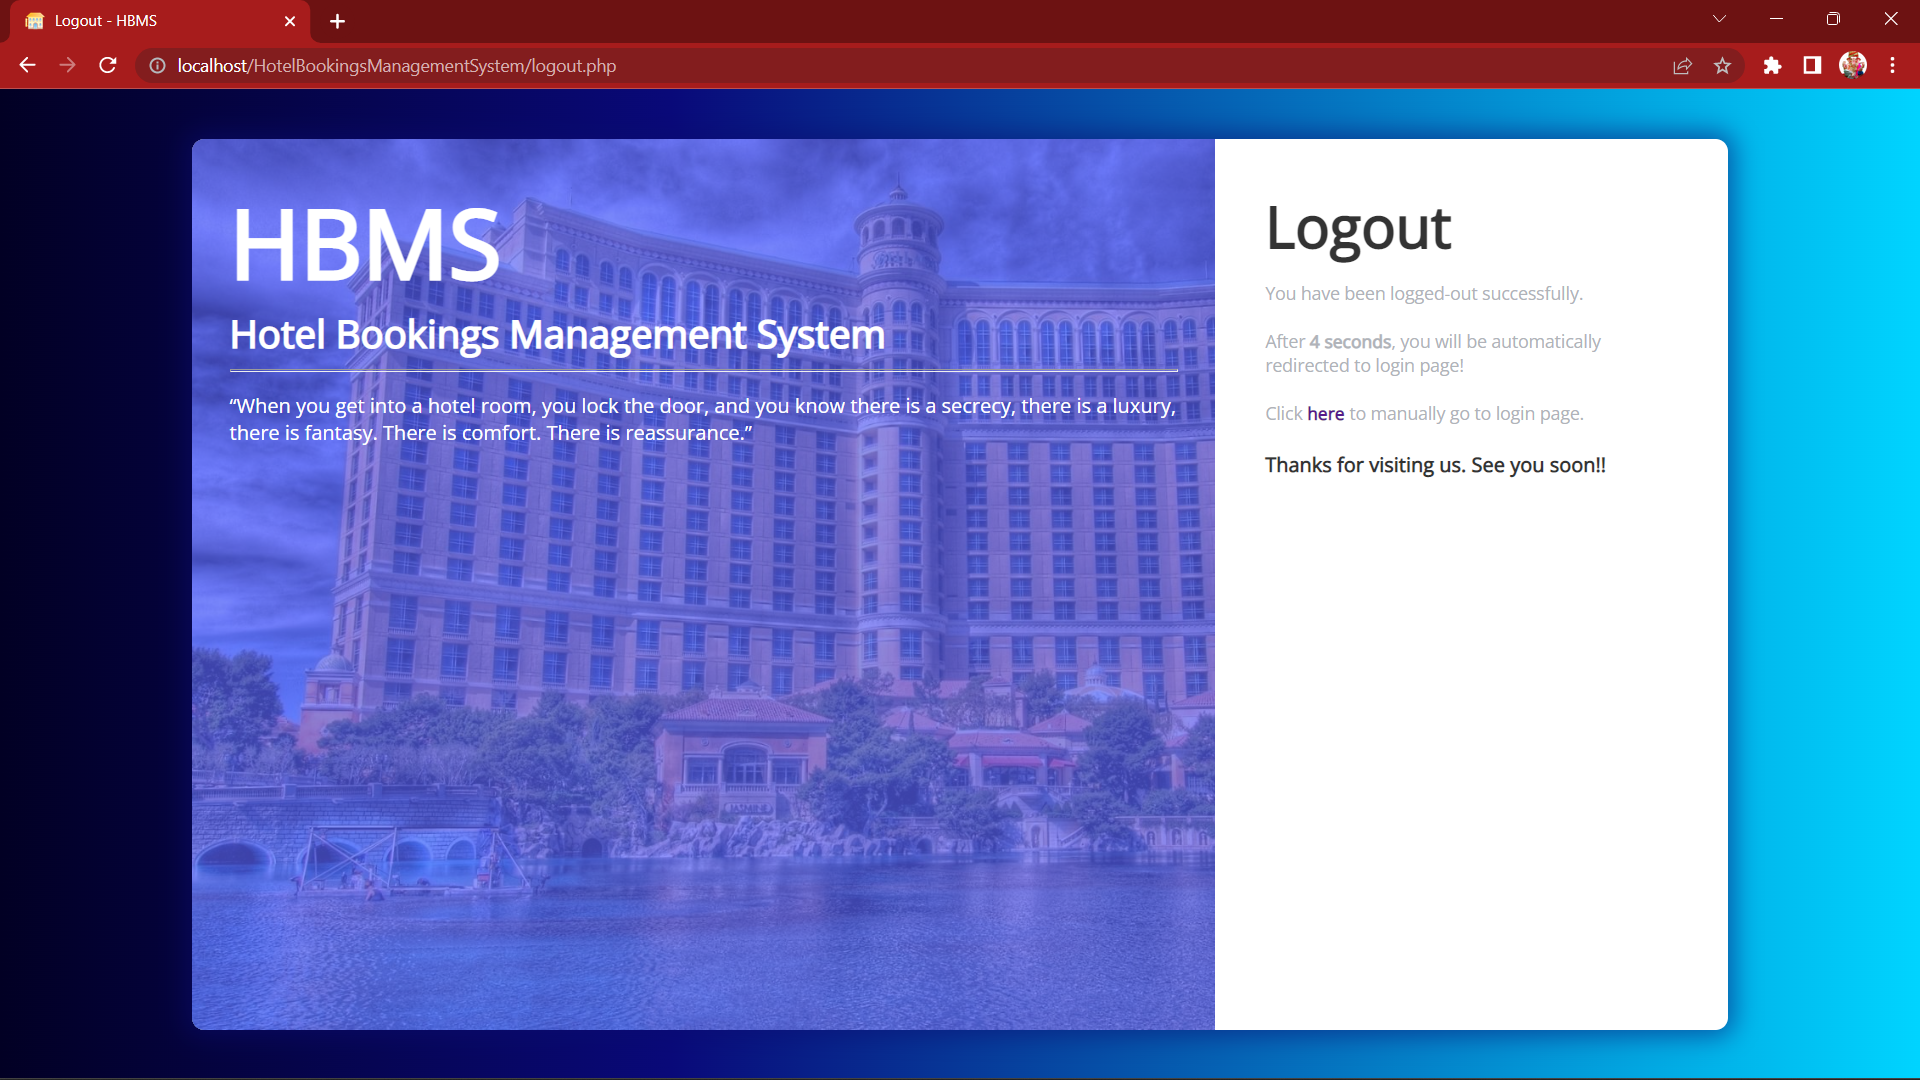 Logout - HBMS
localhost/HotelBookingsManagementSystem/logout.php
HBMS
Hotel Bookings Management System
“When you get into a hotel room, you lock the door, and you know there is a secrecy, there is a luxury,
there is fantasy. There is comfort. There is reassurance.”
JASMINE
Logout
You have been logged-out successfully.
After 4 seconds, you will be automatically
redirected to login page!
Click here to manually go to login page.
Thanks for visiting us. See you soon!!